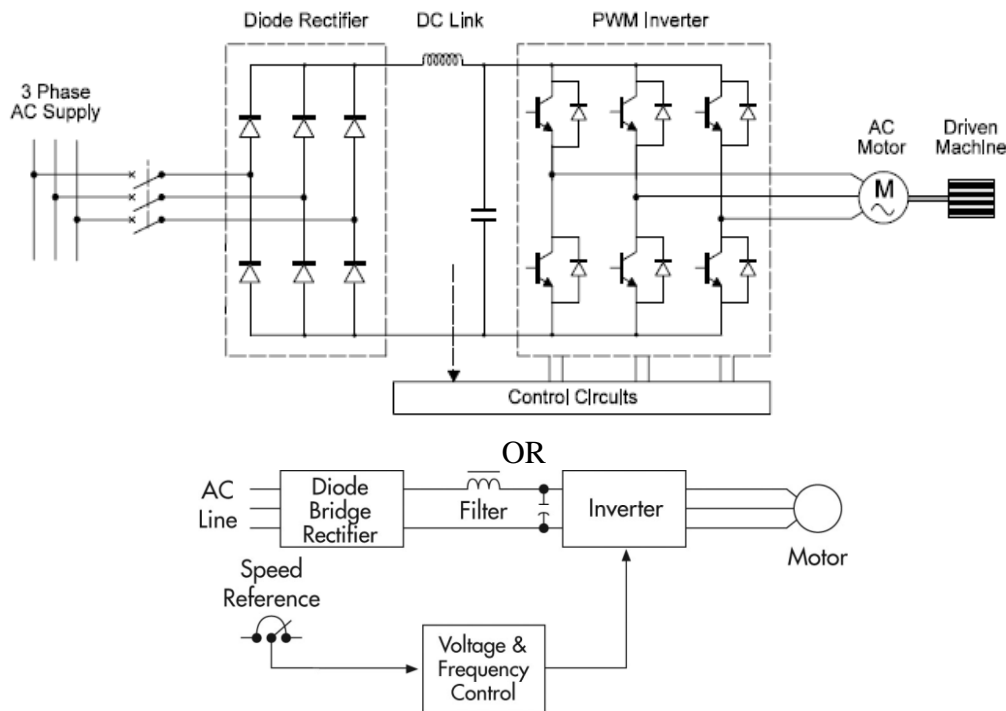 Diode Rectifier
DC Link
PWM Inverter
3 Phase
AC Supply
AC
Motor
Driven
Machine
M
Control Circuits
OR
AC
Line
Diode
Bridge
Rectifier
Filter
Inverter
Motor
Speed
Reference
Voltage &
Frequency
Control